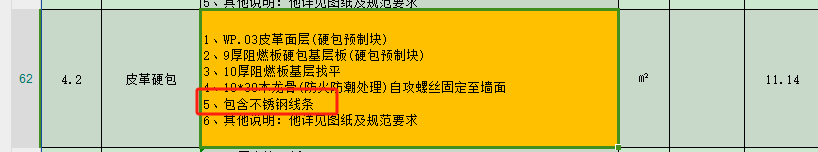 5、其他说明：他详见图纸及规范要求
62 4.2 皮革硬包 m² 11.14
1、WP.03皮革面层(硬包预制块)
2、9厚阻燃板硬包基层板(硬包预制块)
3、10厚阻燃板基层找平
4、10*30木龙骨(防火防潮处理)自攻螺丝固定至墙面
5、包含不锈钢线条
6、其他说明：他详见图纸及规范要求